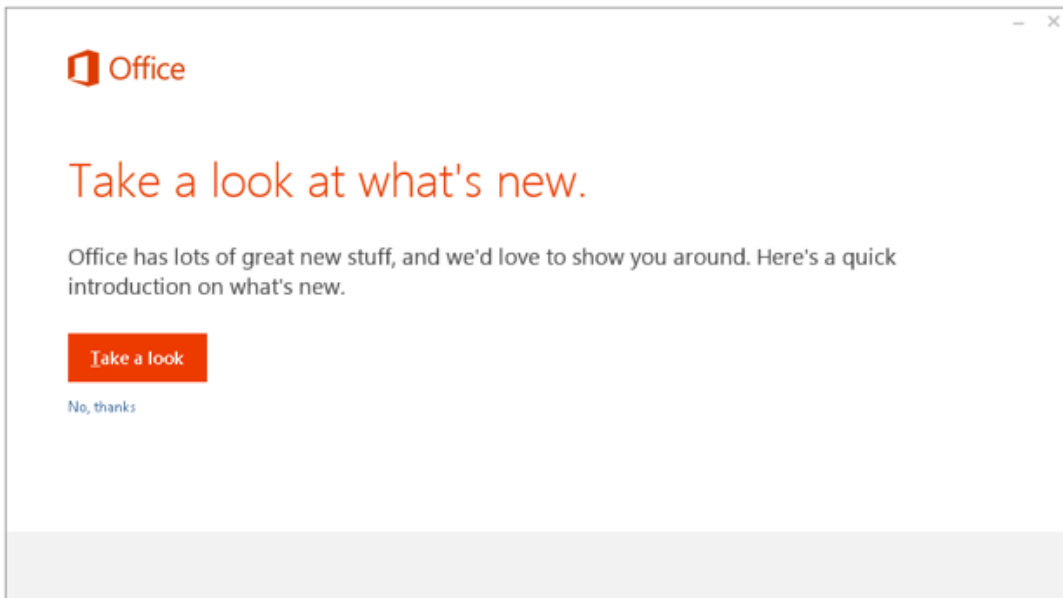 Office
Take a look at what's new.
Office has lots of great new stuff, and we'd love to show you around. Here's a quick
introduction on what's new.
Take a look
No, thanks